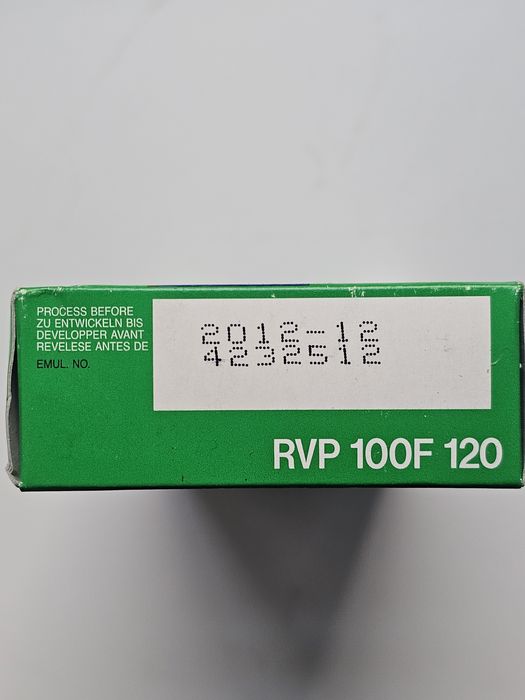 PROCESS BEFORE
ZU ENTWICKELN BIS
DEVELOPPER AVANT
REVELESE ANTES DE
EMUL. NO.
2012-12
4232512
RVP 100F 120